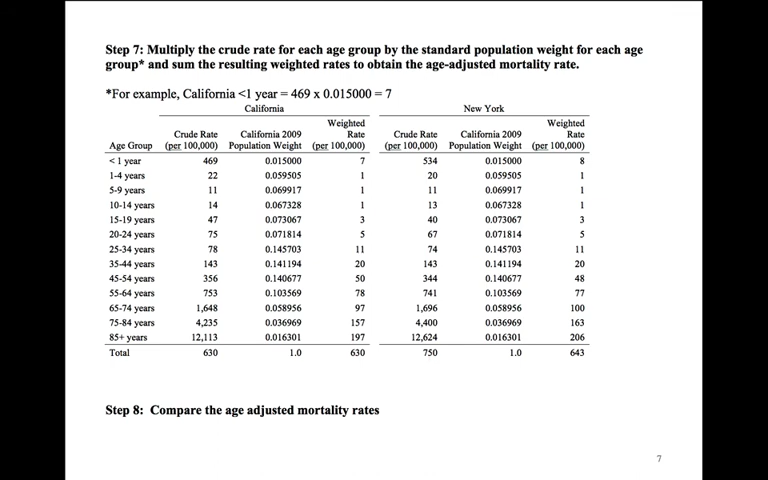 Step 7: Multiply the crude rate for each age group by the standard population weight for each age
group* and sum the resulting weighted rates to obtain the age-adjusted mortality rate.
*For example, California <1 year = 469 x 0.015000 = 7
California New York
Weighted Weighted
Crude Rate California 2009 Rate Crude Rate California 2009 Rate
Age Group (per 100,000) Population Weight (per 100,000) (per 100,000) Population Weight (per 100,000)
< 1 year 469 0.015000 7 534 0.015000 8
1-4 years 22 0.059505 1 20 0.059505 1
5-9 years 11 0.069917 1 11 0.069917 1
10-14 years 14 0.067328 1 13 0.067328 1
15-19 years 47 0.073067 3 40 0.073067 3
20-24 years 75 0.071814 5 67 0.071814 5
25-34 years 78 0.145703 11 74 0.145703 11
35-44 years 143 0.141194 20 143 0.141194 20
45-54 years 356 0.140677 50 344 0.140677 48
55-64 years 753 0.103569 78 741 0.103569 77
65-74 years 1,648 0.058956 97 1,696 0.058956 100
75-84 years 4,235 0.036969 157 4,400 0.036969 163
85+ years 12,113 0.016301 197 12,624 0.016301 206
Total 630 1.0 630 750 1.0 643
Step 8: Compare the age adjusted mortality rates
7